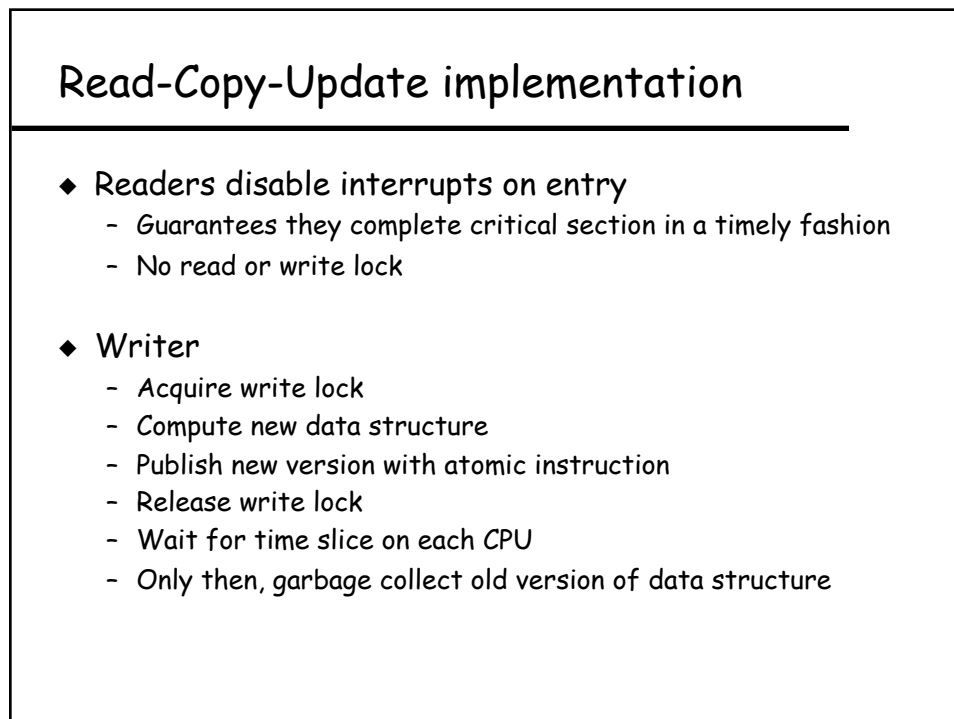 Read-Copy-Update implementation
◆ Readers disable interrupts on entry
– Guarantees they complete critical section in a timely fashion
– No read or write lock
◆ Writer
– Acquire write lock
– Compute new data structure
– Publish new version with atomic instruction
– Release write lock
– Wait for time slice on each CPU
– Only then, garbage collect old version of data structure